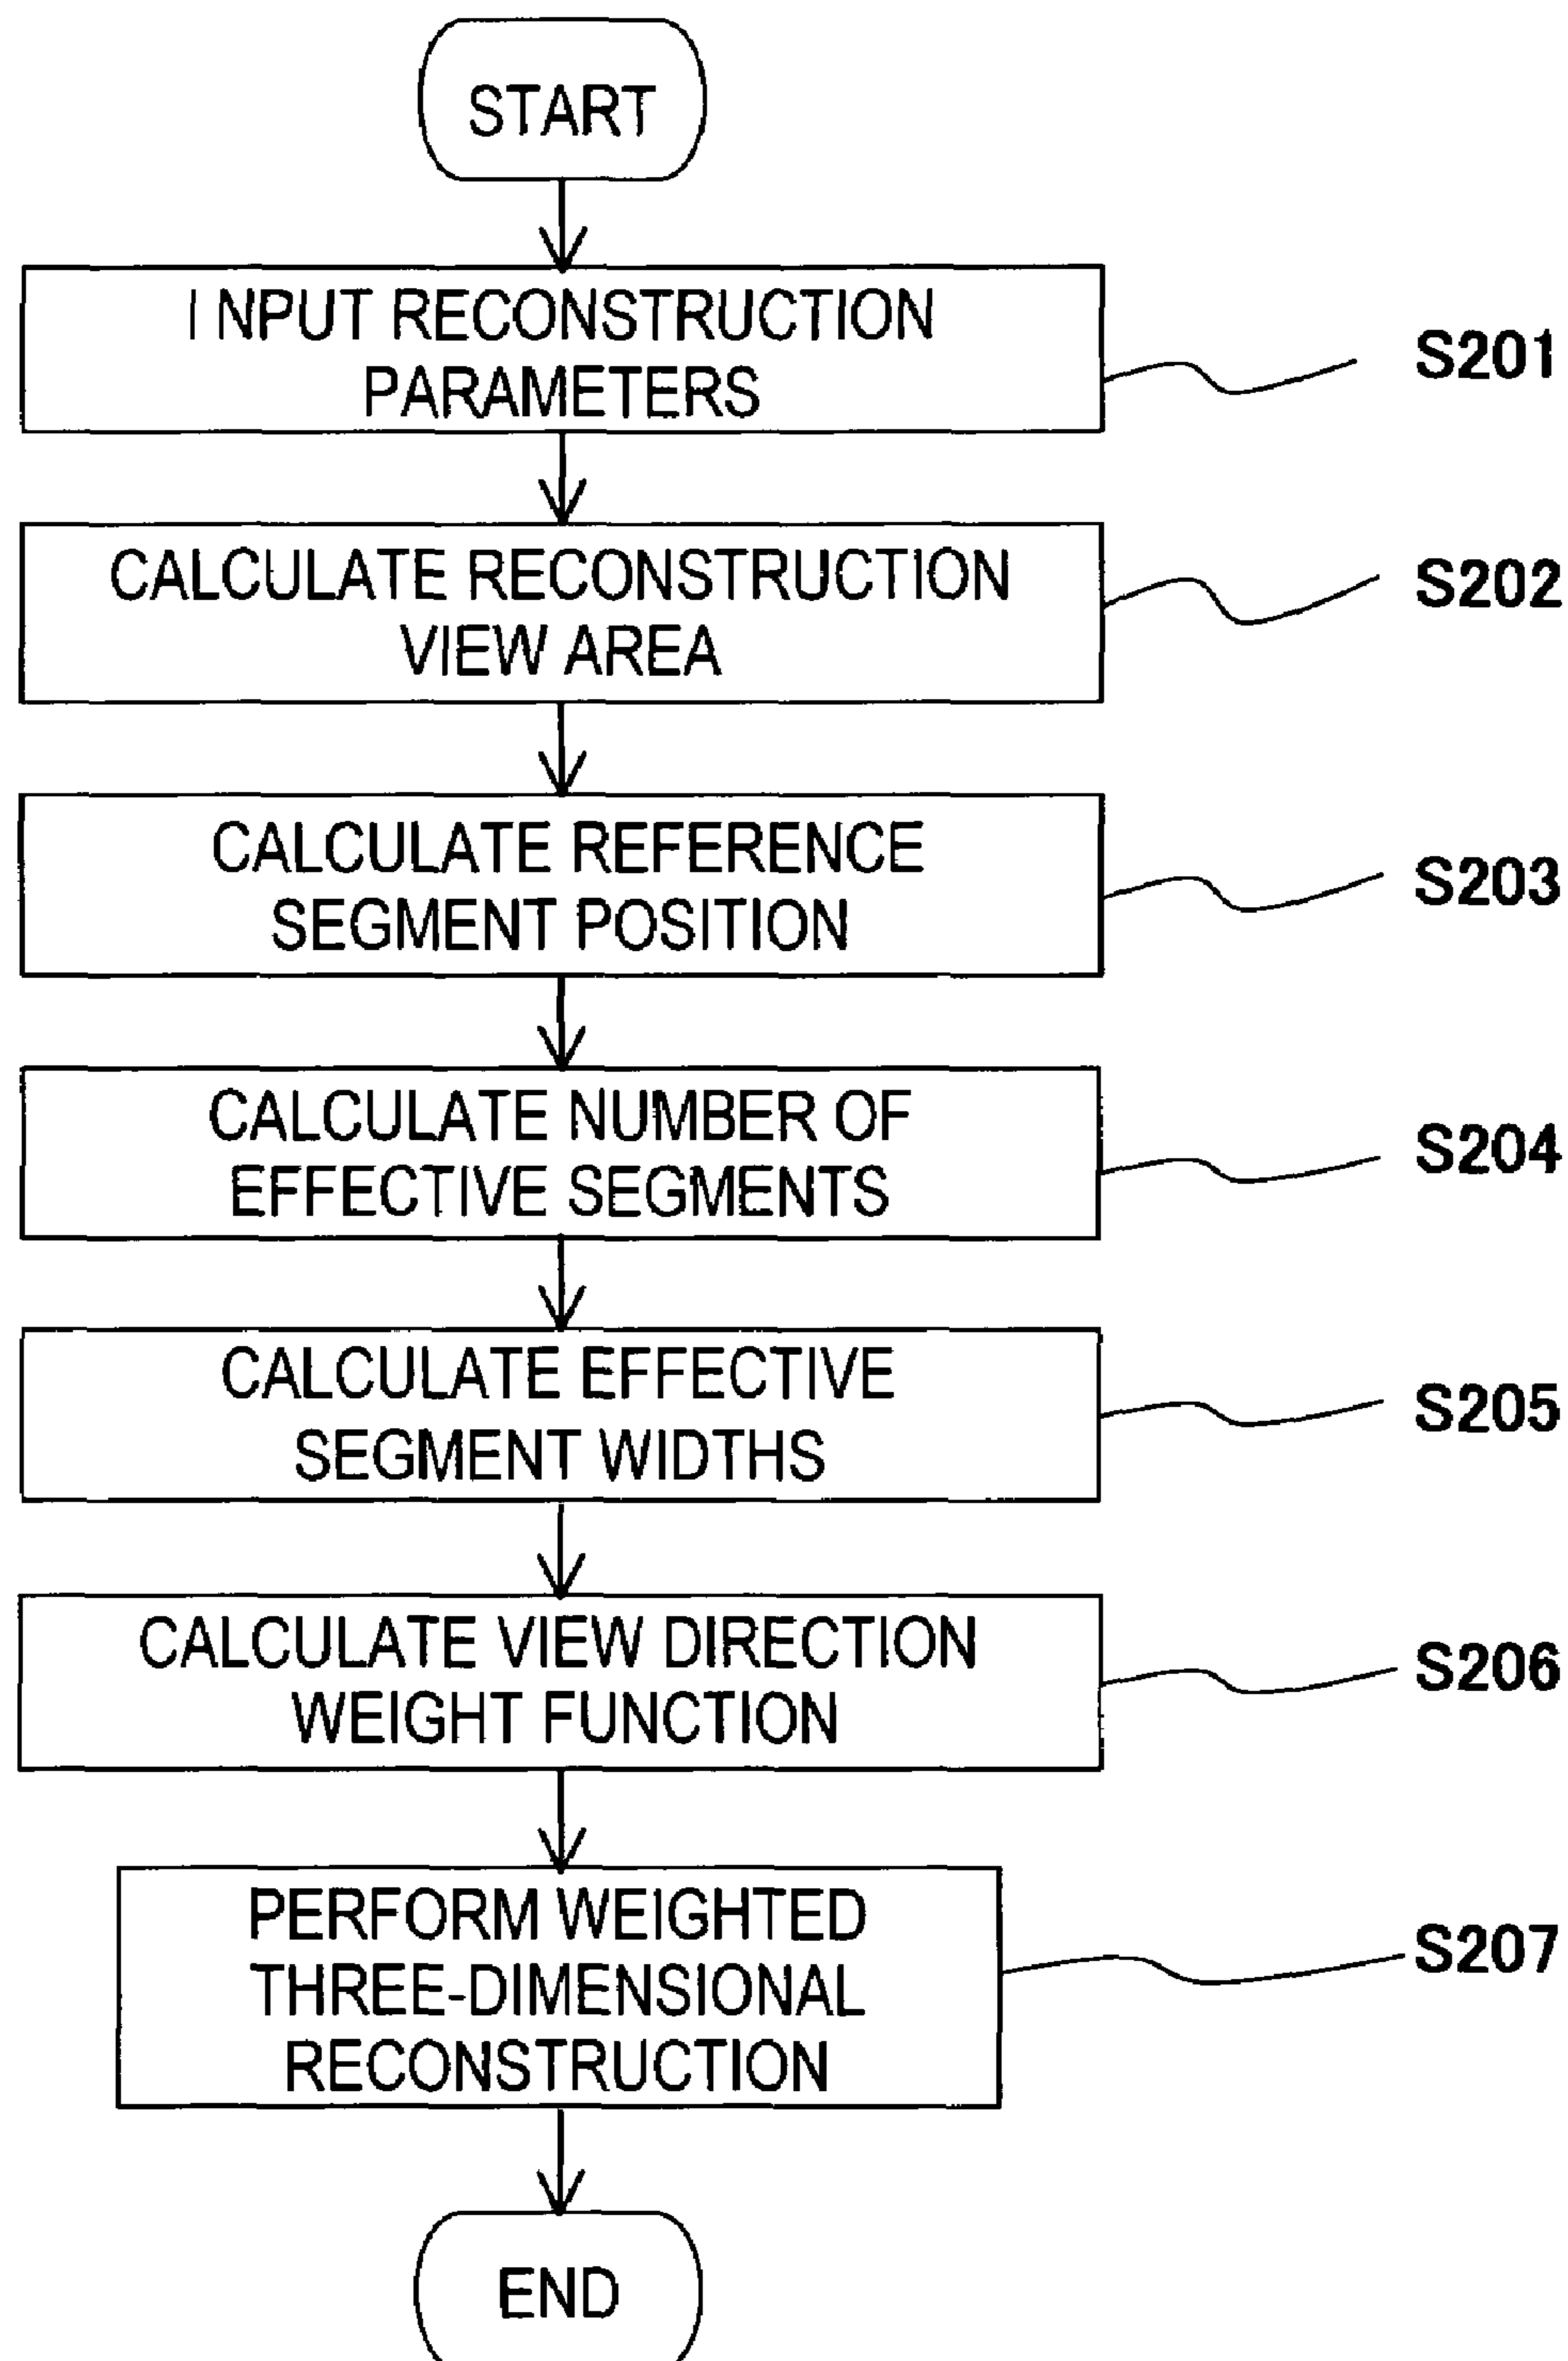 START
INPUT RECONSTRUCTION
PARAMETERS
S201
CALCULATE RECONSTRUCTION
VIEW AREA
S202
CALCULATE REFERENCE
SEGMENT POSITION
S203
CALCULATE NUMBER OF
EFFECTIVE SEGMENTS
S204
CALCULATE EFFECTIVE
SEGMENT WIDTHS
S205
CALCULATE VIEW DIRECTION
WEIGHT FUNCTION
S206
PERFORM WEIGHTED
THREE-DIMENSIONAL
RECONSTRUCTION
S207
END